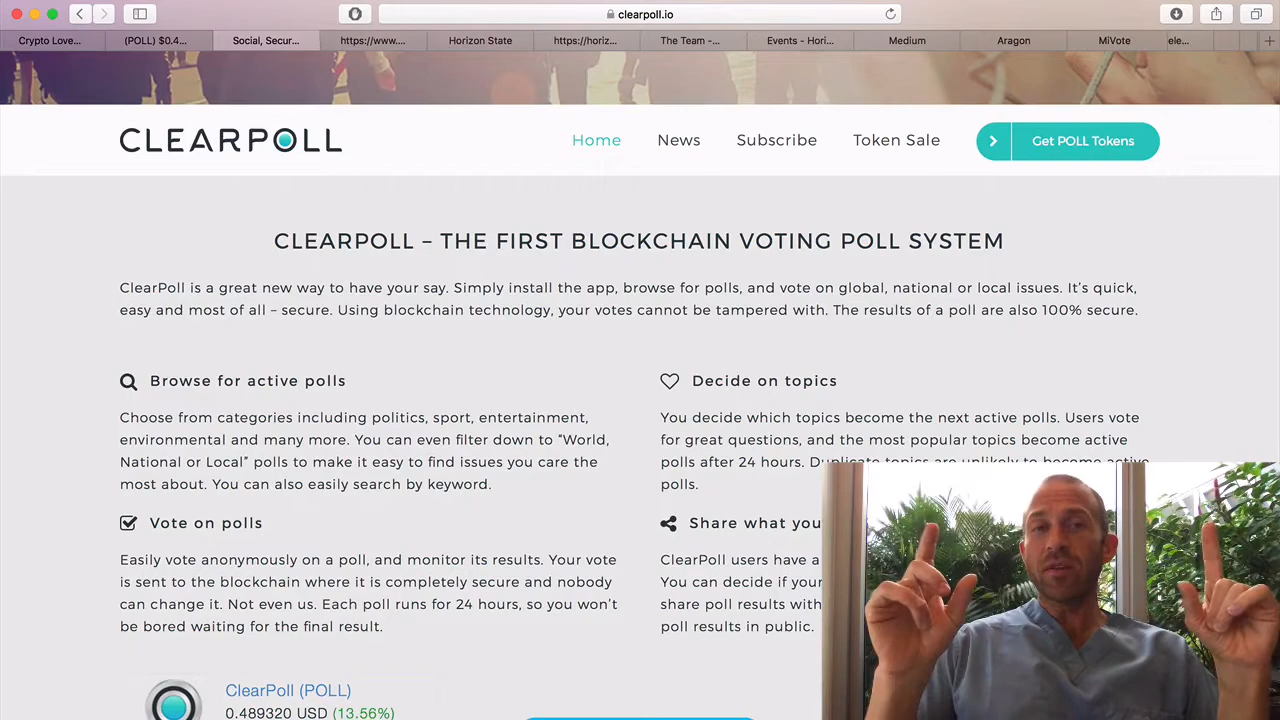 clearpoll.io
Crypto Love...
(POLL) $0.4...
Social, Secur...
https://www....
Horizon State
https://horiz...
The Team -...
Events - Hori...
Medium
Aragon
MiVote
ele...
CLEARPOLL
Home
News
Subscribe
Token Sale
Get POLL Tokens
CLEARPOLL – THE FIRST BLOCKCHAIN VOTING POLL SYSTEM
ClearPoll is a great new way to have your say. Simply install the app, browse for polls, and vote on global, national or local issues. It’s quick,
easy and most of all – secure. Using blockchain technology, your votes cannot be tampered with. The results of a poll are also 100% secure.
Browse for active polls
Choose from categories including politics, sport, entertainment,
environmental and many more. You can even filter down to “World,
National or Local” polls to make it easy to find issues you care the
most about. You can also easily search by keyword.
Decide on topics
You decide which topics become the next active polls. Users vote
for great questions, and the most popular topics become active
polls after 24 hours. Duplicate topics are unlikely to become active
polls.
Vote on polls
Easily vote anonymously on a poll, and monitor its results. Your vote
is sent to the blockchain where it is completely secure and nobody
can change it. Not even us. Each poll runs for 24 hours, so you won’t
be bored waiting for the final result.
Share what you
ClearPoll users have a
You can decide if your
share poll results with
poll results in public.
ClearPoll (POLL)
0.489320 USD (13.56%)